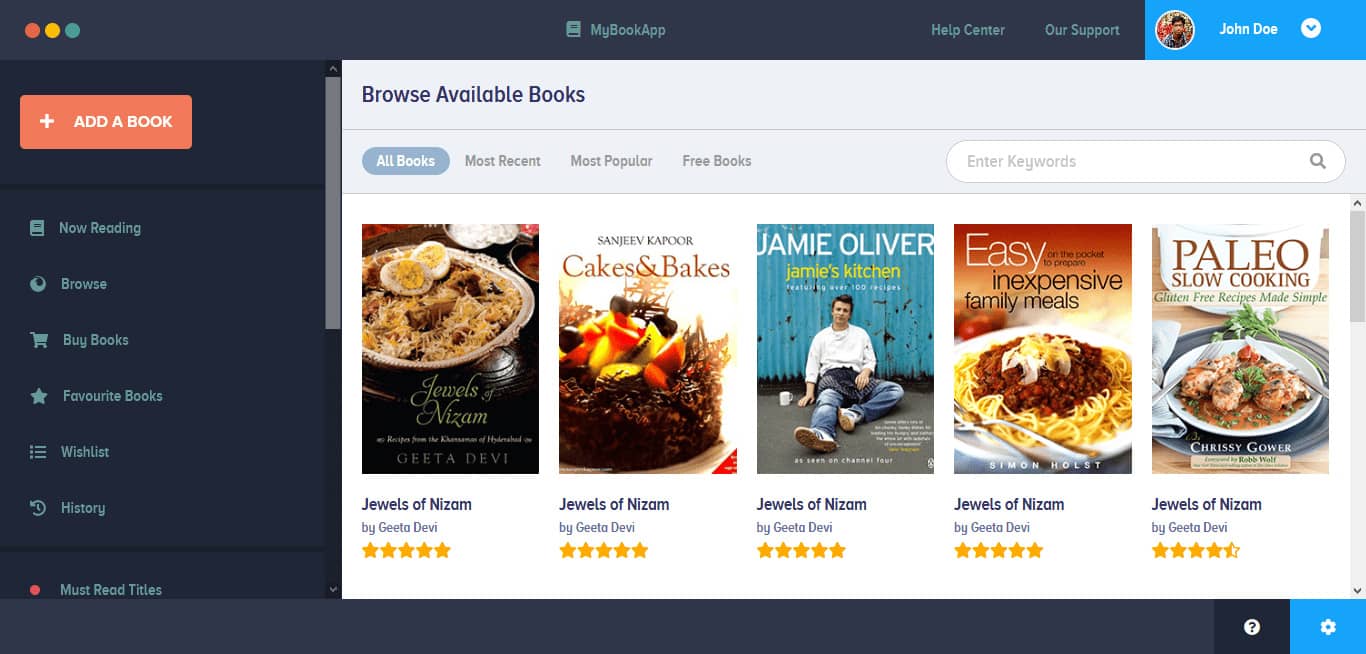 MyBookApp
Help Center
Our Support
John Doe
+ ADD A BOOK
Now Reading
Browse
Buy Books
Favourite Books
Wishlist
History
Must Read Titles
Browse Available Books
All Books
Most Recent
Most Popular
Free Books
Enter Keywords
Jewels of
Nizam
Recipes from the Khansamas of Hyderabad
GEETA DEVI
Jewels of Nizam
by Geeta Devi
SANJEEV KAPOOR
Cakes&Bakes
Jewels of Nizam
by Geeta Devi
JAMIE OLIVER
jamie's kitchen
featuring over 100 recipes
as seen on channel four
Jewels of Nizam
by Geeta Devi
Easy on the pocket
to prepare
inexpensive
family meals
SIMON HOLST
Jewels of Nizam
by Geeta Devi
PALEO
SLOW COOKING
Gluten Free Recipes Made Simple
CHRISSY GOWER
Foreword by Robb Wolf
Jewels of Nizam
by Geeta Devi
?